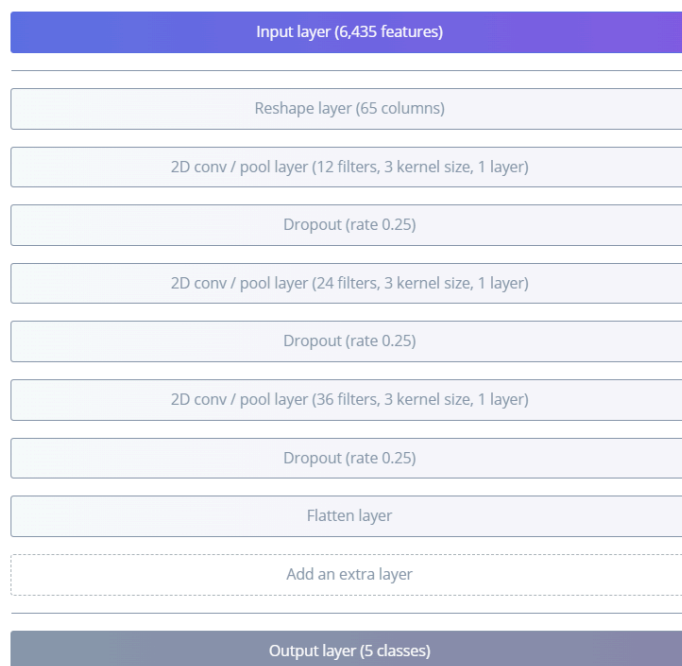 Input layer (6,435 features)
Reshape layer (65 columns)
2D conv / pool layer (12 filters, 3 kernel size, 1 layer)
Dropout (rate 0.25)
2D conv / pool layer (24 filters, 3 kernel size, 1 layer)
Dropout (rate 0.25)
2D conv / pool layer (36 filters, 3 kernel size, 1 layer)
Dropout (rate 0.25)
Flatten layer
Add an extra layer
Output layer (5 classes)